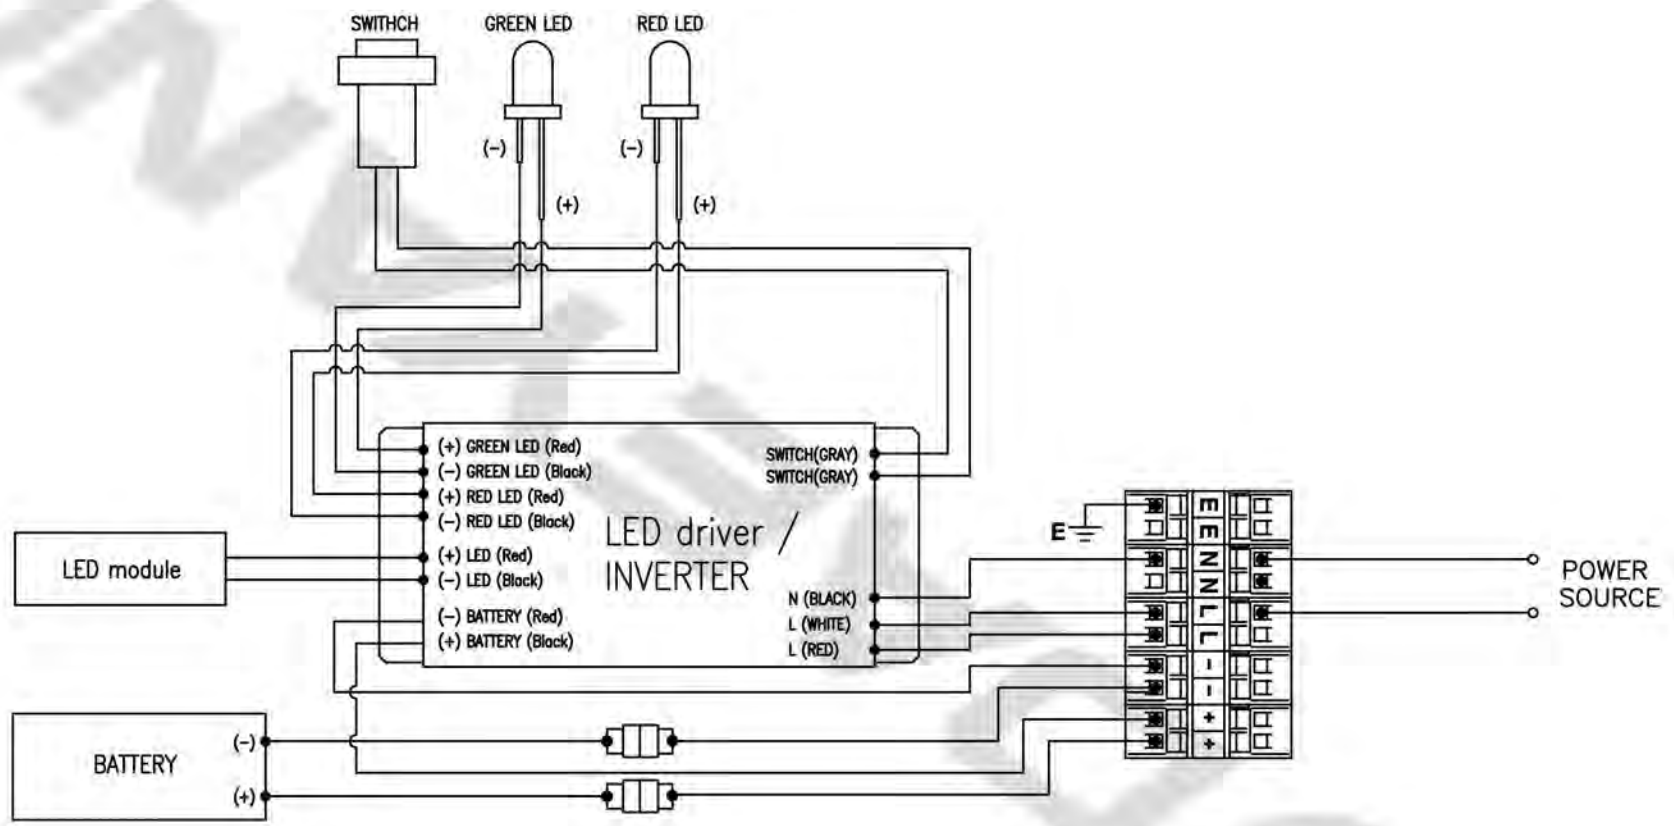 SWITHCH
GREEN LED
RED LED
(-)
(-)
(+)
(+)
(+) GREEN LED (Red)
(-) GREEN LED (Black)
(+) RED LED (Red)
(-) RED LED (Black)
(+) LED (Red)
(-) LED (Black)
(-) BATTERY (Red)
(+) BATTERY (Black)
LED driver /
INVERTER
SWITCH(GRAY)
SWITCH(GRAY)
N (BLACK)
L (WHITE)
L (RED)
LED module
E
E
E
N
N
L
L
-
-
+
+
POWER
SOURCE
BATTERY
(-)
(+)